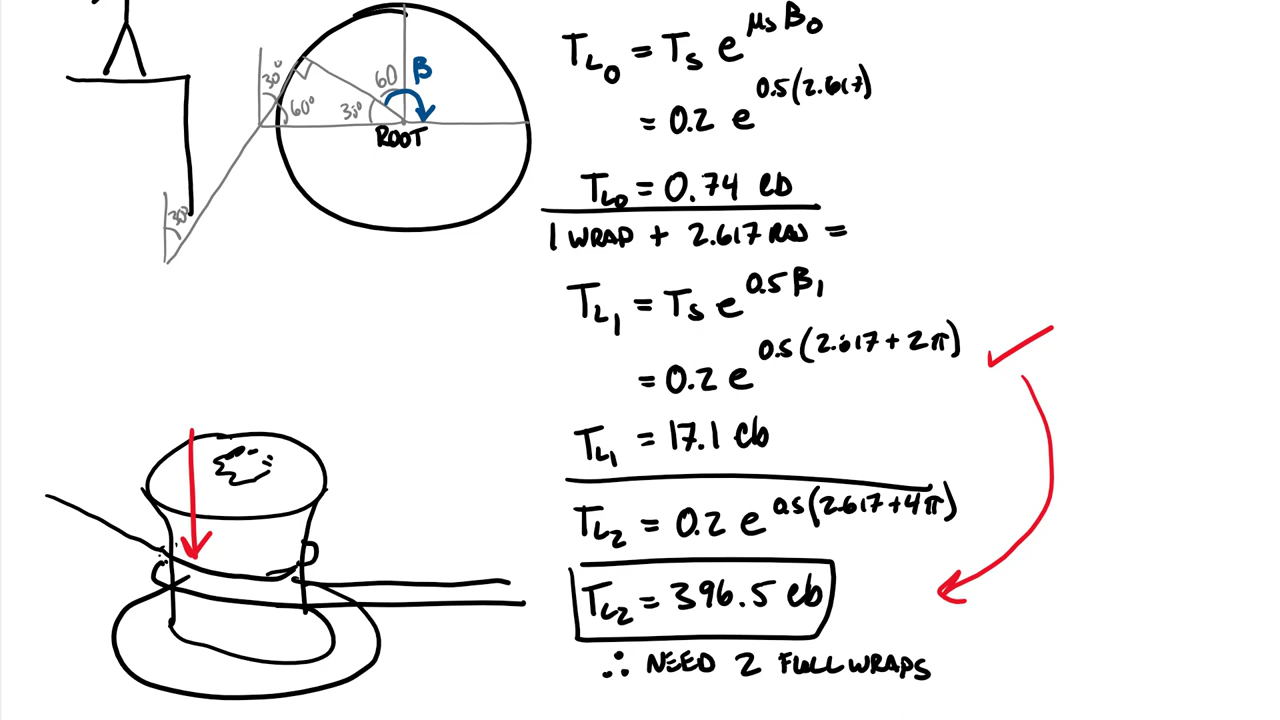 T_L0 = T_S e^μs β0
= 0.2 e^0.5(2.617)
T_L0 = 0.74 lb
1 WRAP + 2.617 RAD =
T_L1 = T_S e^0.5 β1
= 0.2 e^0.5(2.617 + 2π)
T_L1 = 17.1 lb
T_L2 = 0.2 e^0.5(2.617+4π)
T_L2 = 396.5 lb
∴ NEED 2 FULL WRAPS
30°
60°
30°
60
β
ROOT
30°